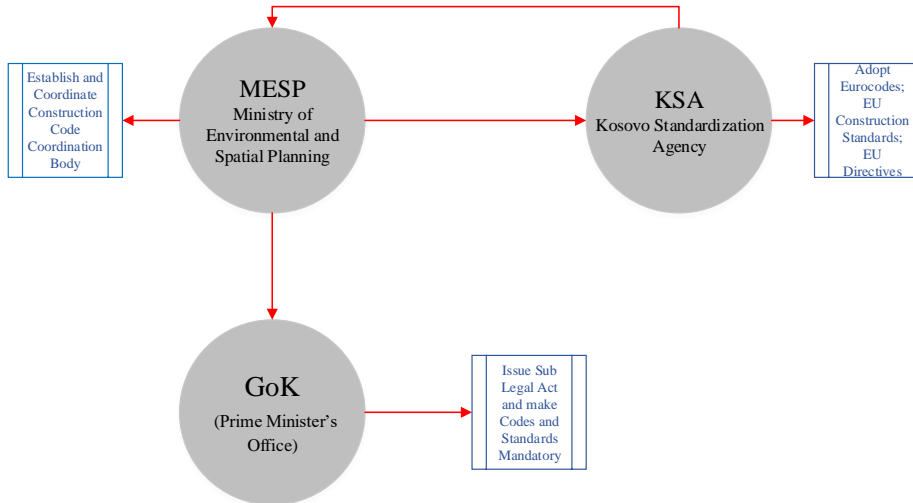 Establish and
Coordinate
Construction
Code
Coordination
Body
MESP
Ministry of
Environmental and
Spatial Planning
KSA
Kosovo Standardization
Agency
Adopt
Eurocodes;
EU
Construction
Standards;
EU
Directives
GoK
(Prime Minister’s
Office)
Issue Sub
Legal Act
and make
Codes and
Standards
Mandatory